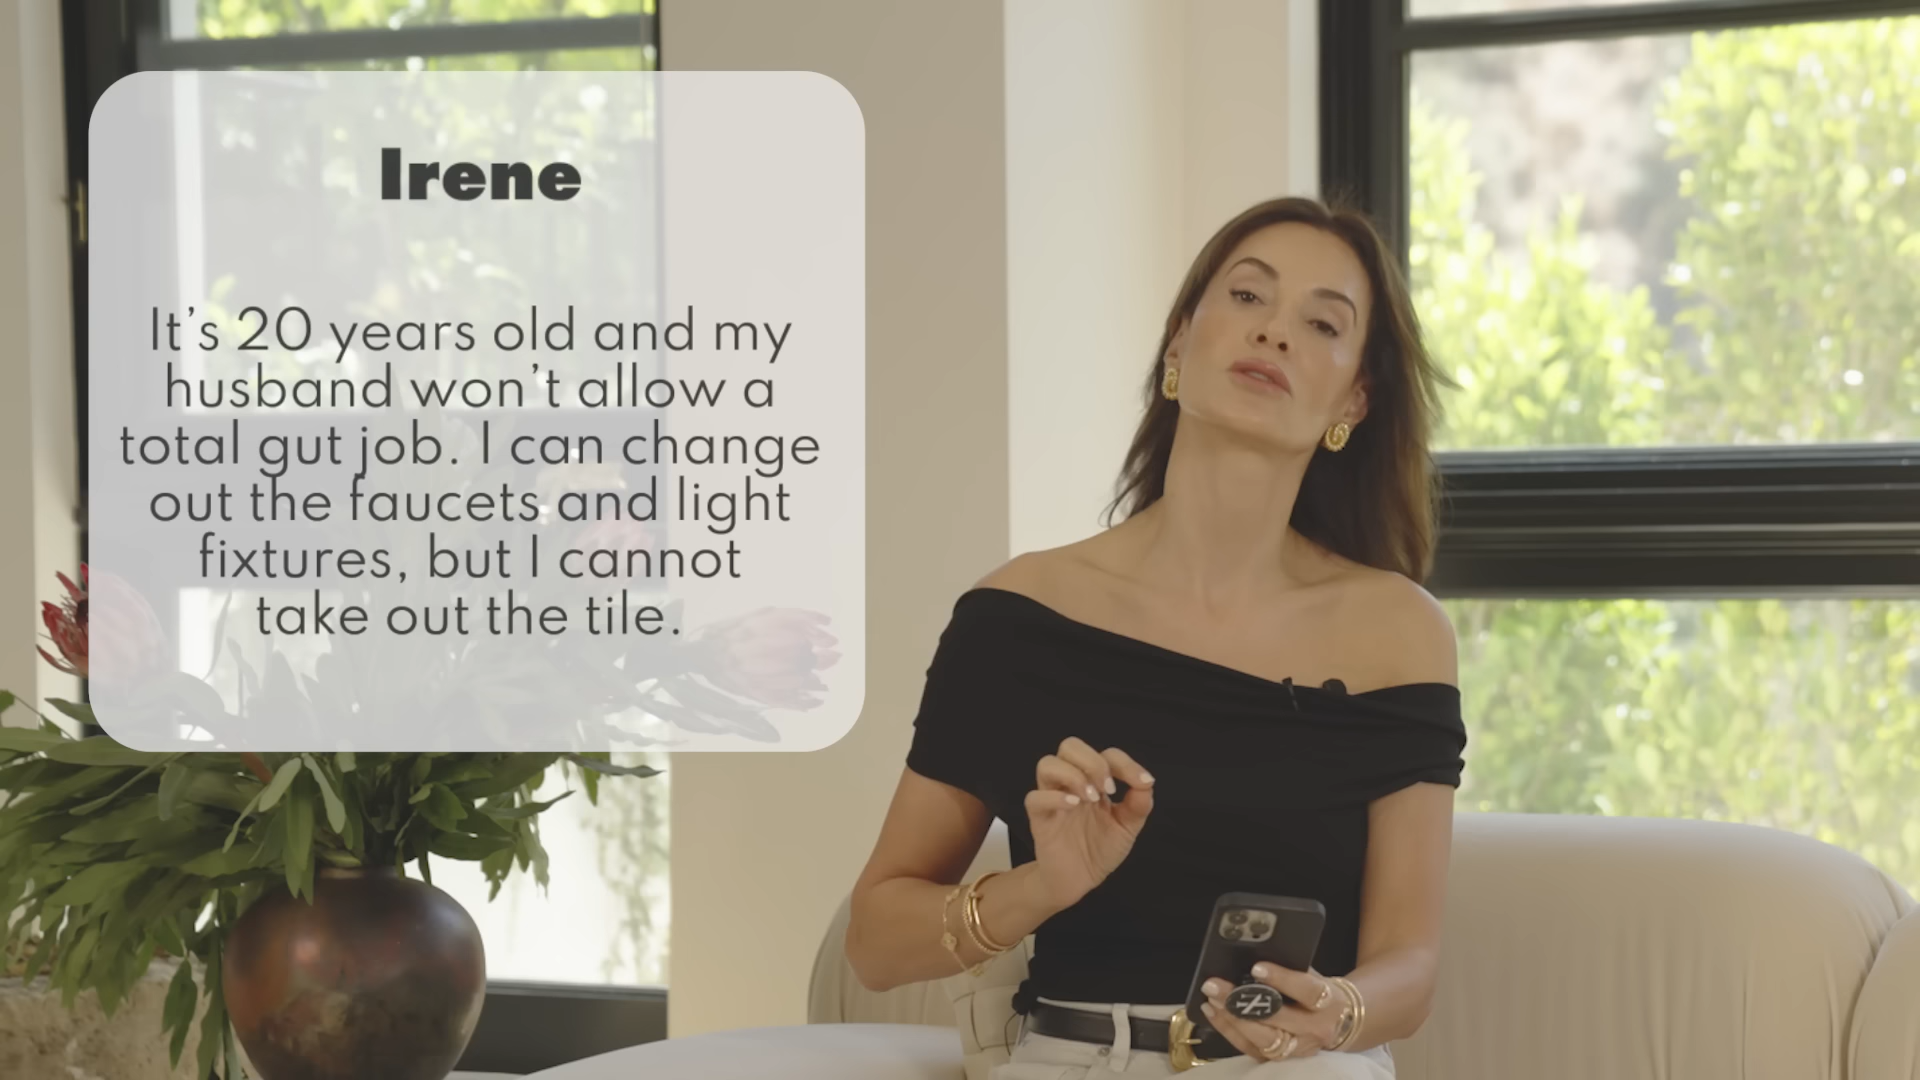 Irene
It's 20 years old and my
husband won't allow a
total gut job. I can change
out the faucets and light
fixtures, but I cannot
take out the tile.